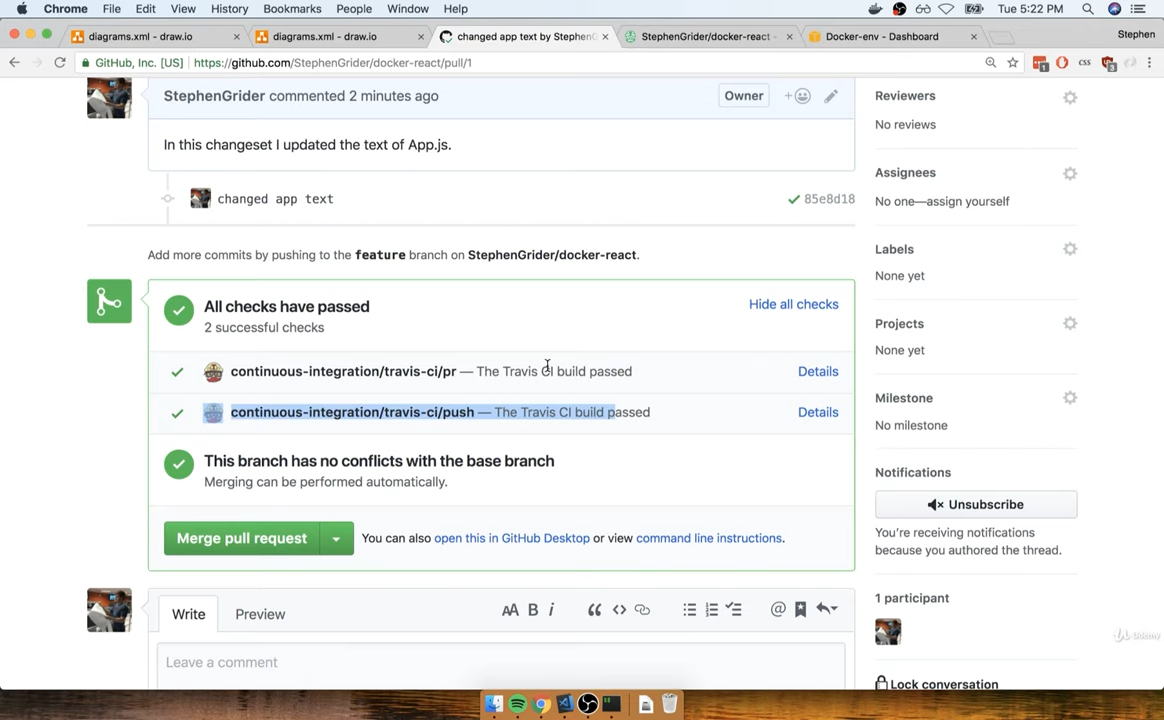 Chrome File Edit View History Bookmarks People Window Help Tue 5:22 PM
diagrams.xml - draw.io × diagrams.xml - draw.io × changed app text by StephenG × StephenGrider/docker-react - × Docker-env - Dashboard × Stephen
GitHub, Inc. [US] https://github.com/StephenGrider/docker-react/pull/1 css 1 3
StephenGrider commented 2 minutes ago Owner
In this changeset I updated the text of App.js.
changed app text 85e8d18
Add more commits by pushing to the feature branch on StephenGrider/docker-react.
All checks have passed Hide all checks
2 successful checks
continuous-integration/travis-ci/pr — The Travis CI build passed Details
continuous-integration/travis-ci/push — The Travis CI build passed Details
This branch has no conflicts with the base branch
Merging can be performed automatically.
Merge pull request You can also open this in GitHub Desktop or view command line instructions.
Write Preview AA B i
Leave a comment
Reviewers
No reviews
Assignees
No one—assign yourself
Labels
None yet
Projects
None yet
Milestone
No milestone
Notifications
Unsubscribe
You're receiving notifications
because you authored the thread.
1 participant
Lock conversation
Udemy